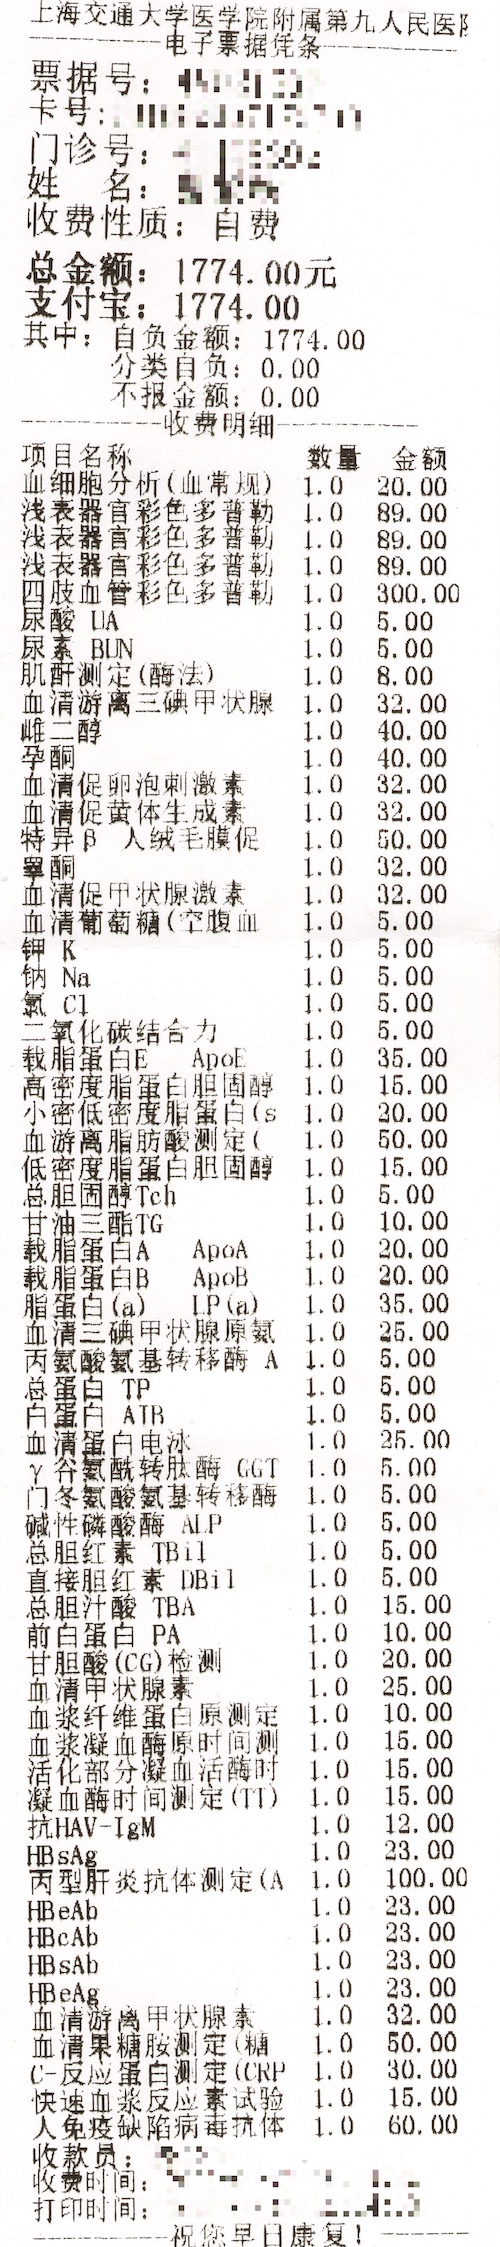 上海交通大学医学院附属第九人民医院
电子票据凭条
票据号:
卡号:
门诊号:
姓 名:
收费性质: 自费
总金额: 1774.00元
支付宝: 1774.00
其中: 自负金额: 1774.00
分类自负: 0.00
不报金额: 0.00
收费明细
项目名称 数量 金额
血细胞分析(血常规) 1.0 20.00
浅表器官彩色多普勒 1.0 89.00
浅表器官彩色多普勒 1.0 89.00
浅表器官彩色多普勒 1.0 89.00
四肢血管彩色多普勒 1.0 300.00
尿酸 UA 1.0 5.00
尿素 BUN 1.0 5.00
肌酐测定(酶法) 1.0 8.00
血清游离三碘甲状腺 1.0 32.00
雌二醇 1.0 40.00
孕酮 1.0 40.00
血清促卵泡刺激素 1.0 32.00
血清促黄体生成素 1.0 32.00
特异β 人绒毛膜促 1.0 50.00
睾酮 1.0 32.00
血清促甲状腺激素 1.0 32.00
血清葡萄糖(空腹血 1.0 5.00
钾 K 1.0 5.00
钠 Na 1.0 5.00
氯 Cl 1.0 5.00
二氧化碳结合力 1.0 5.00
载脂蛋白E ApoE 1.0 35.00
高密度脂蛋白胆固醇 1.0 15.00
小密低密度脂蛋白(s 1.0 20.00
血游离脂肪酸测定( 1.0 50.00
低密度脂蛋白胆固醇 1.0 15.00
总胆固醇Tch 1.0 5.00
甘油三酯TG 1.0 10.00
载脂蛋白A ApoA 1.0 20.00
载脂蛋白B ApoB 1.0 20.00
脂蛋白(a) LP(a) 1.0 35.00
血清三碘甲状腺原氨 1.0 25.00
丙氨酸氨基转移酶 A 1.0 5.00
总蛋白 TP 1.0 5.00
白蛋白 AIB 1.0 5.00
血清蛋白电泳 1.0 25.00
γ谷氨酰转肽酶 GGT 1.0 5.00
门冬氨酸氨基转移酶 1.0 5.00
碱性磷酸酶 ALP 1.0 5.00
总胆红素 TBil 1.0 5.00
直接胆红素 DBil 1.0 5.00
总胆汁酸 TBA 1.0 15.00
前白蛋白 PA 1.0 10.00
甘胆酸(CG)检测 1.0 20.00
血清甲状腺素 1.0 25.00
血浆纤维蛋白原测定 1.0 10.00
血浆凝血酶原时间测 1.0 15.00
活化部分凝血活酶时 1.0 15.00
凝血酶时间测定(TT) 1.0 15.00
抗HAV-IgM 1.0 12.00
HBsAg 1.0 23.00
丙型肝炎抗体测定(A 1.0 100.00
HBeAb 1.0 23.00
HBcAb 1.0 23.00
HBsAb 1.0 23.00
HBeAg 1.0 23.00
血清游离甲状腺素 1.0 32.00
血清果糖胺测定(糖 1.0 50.00
C-反应蛋白测定(CRP 1.0 30.00
快速血浆反应素试验 1.0 15.00
人免疫缺陷病毒抗体 1.0 60.00
收款员:
收费时间:
打印时间:
祝您早日康复!